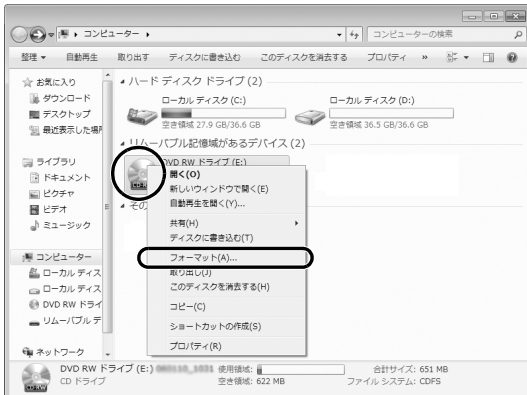 コンピューター
コンピューターの検索
整理 自動再生 取り出す ディスクに書き込む このディスクを消去する プロパティ »
お気に入り
ダウンロード
デスクトップ
最近表示した場所
ライブラリ
ドキュメント
ピクチャ
ビデオ
ミュージック
コンピューター
ローカル ディス
ローカル ディス
DVD RW ドライ
リムーバブル デ
ネットワーク
ハード ディスク ドライブ (2)
ローカル ディスク (C:)
空き領域 27.9 GB/36.6 GB
ローカル ディスク (D:)
空き領域 36.5 GB/36.6 GB
リムーバブル記憶域があるデバイス (2)
DVD RW ドライブ (E:)
CD-RW
その
開く(O)
新しいウィンドウで開く(E)
自動再生を開く(Y)...
共有(H)
ディスクに書き込む(T)
フォーマット(A)...
取り出し(J)
このディスクを消去する(H)
コピー(C)
ショートカットの作成(S)
プロパティ(R)
DVD RW ドライブ (E:) 使用領域: 合計サイズ: 651 MB
CD ドライブ 空き領域: 622 MB ファイル システム: CDFS
CD-RW